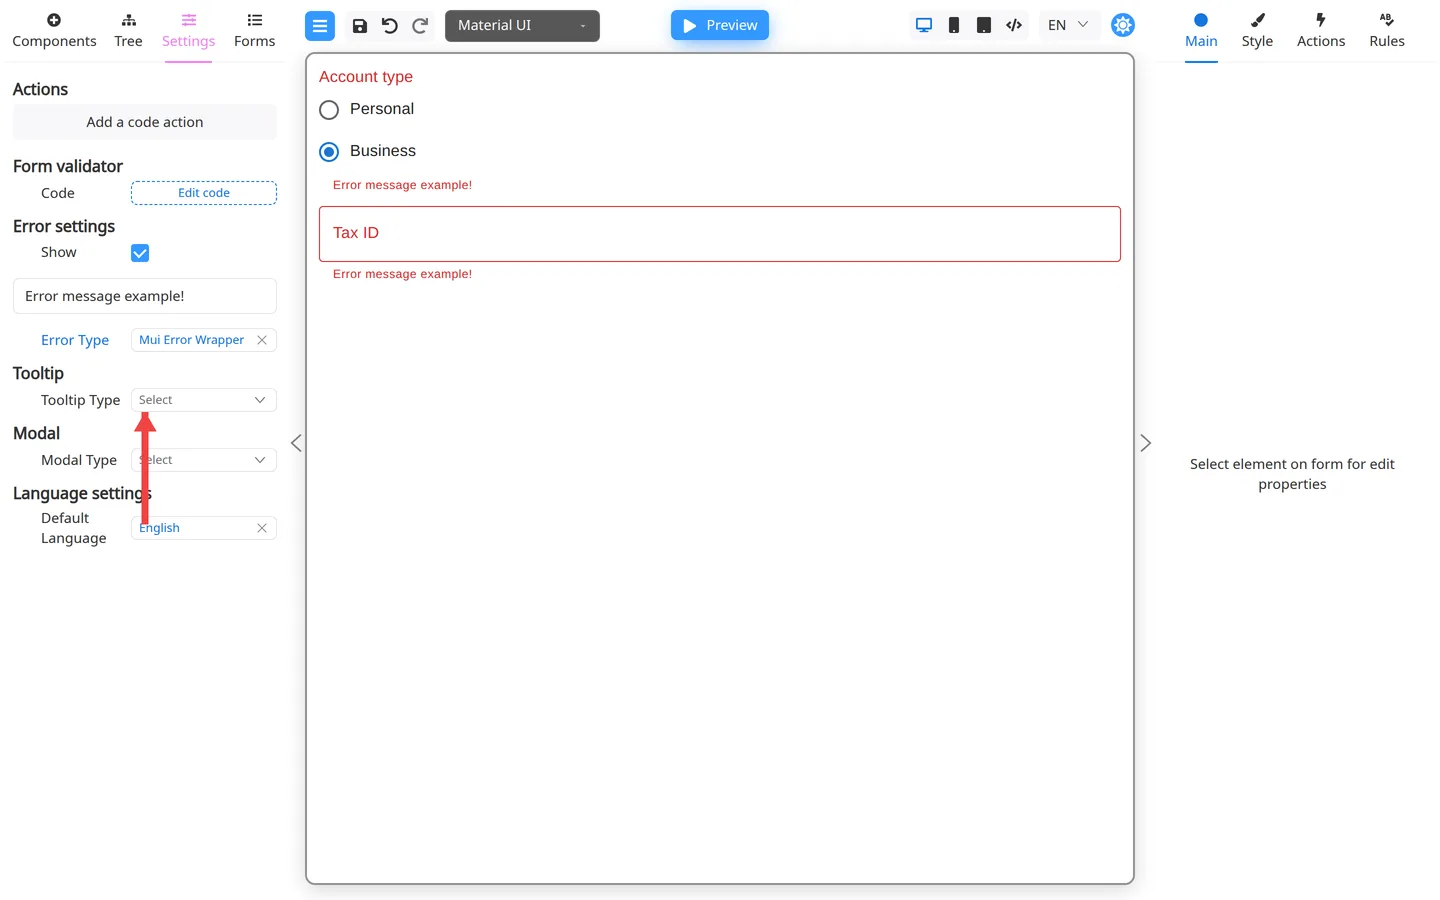 Components
Tree
Settings
Forms
Material UI
Preview
EN
Main
Style
Actions
AB
Rules
Actions
Add a code action
Form validator
Code
Edit code
Error settings
Show
Error message example!
Error Type
Mui Error Wrapper
Tooltip
Tooltip Type
Select
Modal
Modal Type
Select
Language settings
Default
Language
English
Account type
Personal
Business
Error message example!
Tax ID
Error message example!
Select element on form for edit
properties